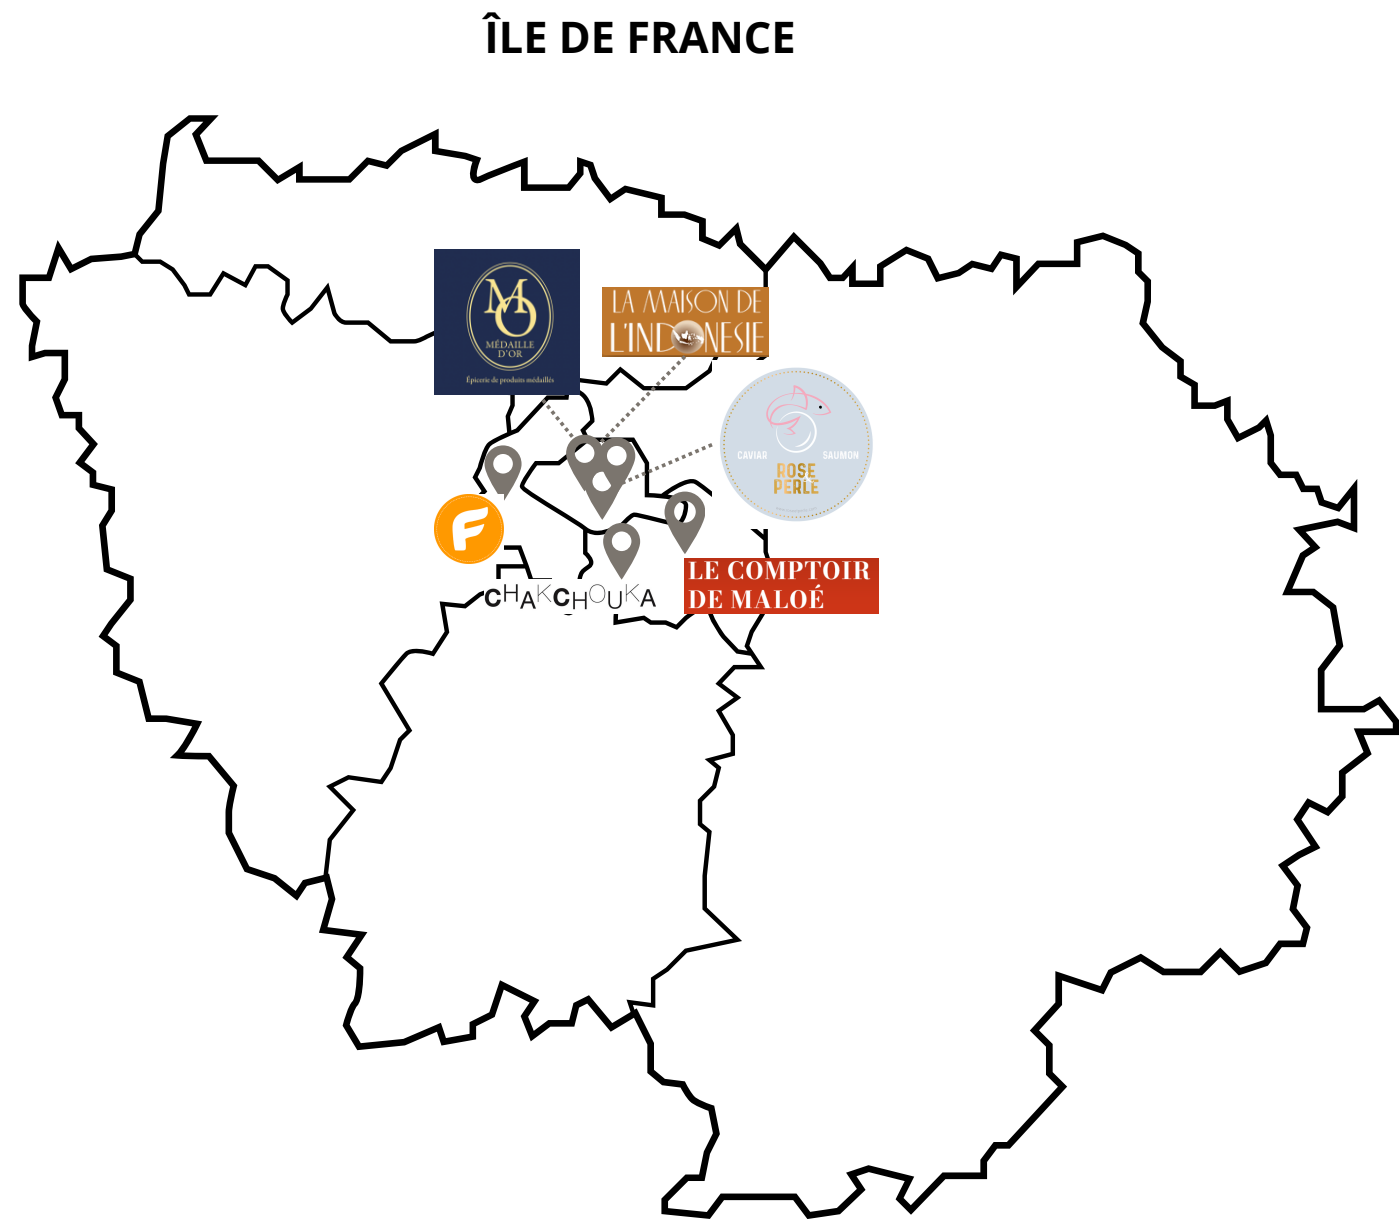 ÎLE DE FRANCE
MO
MÉDAILLE
D'OR
Épicerie de produits médaillés
LA MAISON DE
L'INDONESIE
CAVIAR SAUMON
ROSE
PERLE
F
CHAKCHOUKA
LE COMPTOIR
DE MALOÉ